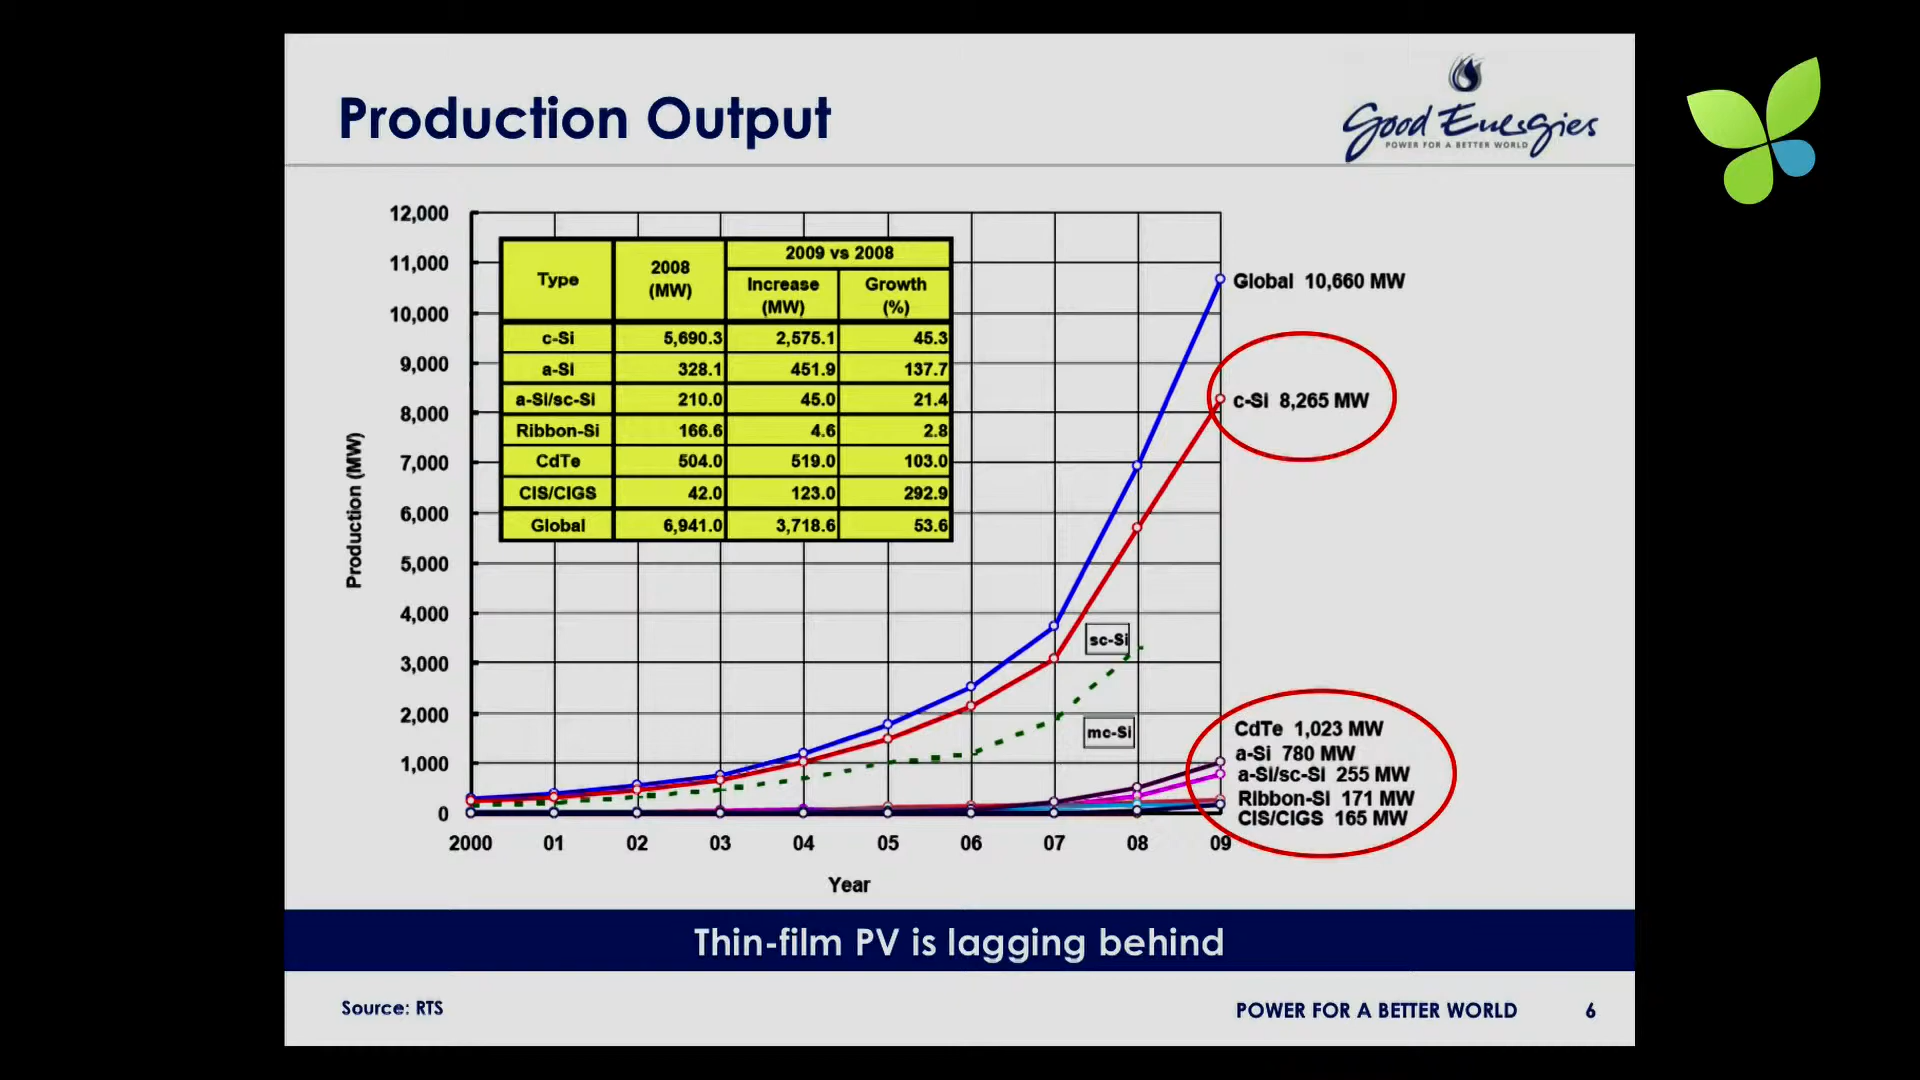 Production Output
Good Energies
POWER FOR A BETTER WORLD
12,000
11,000
10,000
9,000
8,000
7,000
6,000
5,000
4,000
3,000
2,000
1,000
0
Production (MW)
Type 2008 (MW) 2009 vs 2008
Increase (MW) Growth (%)
c-Si 5,690.3 2,575.1 45.3
a-Si 328.1 451.9 137.7
a-Si/sc-Si 210.0 45.0 21.4
Ribbon-Si 166.6 4.6 2.8
CdTe 504.0 519.0 103.0
CIS/CIGS 42.0 123.0 292.9
Global 6,941.0 3,718.6 53.6
Global 10,660 MW
c-Si 8,265 MW
sc-Si
mc-Si
CdTe 1,023 MW
a-Si 780 MW
a-Si/sc-Si 255 MW
Ribbon-Si 171 MW
CIS/CIGS 165 MW
2000 01 02 03 04 05 06 07 08 09
Year
Thin-film PV is lagging behind
Source: RTS
POWER FOR A BETTER WORLD 6